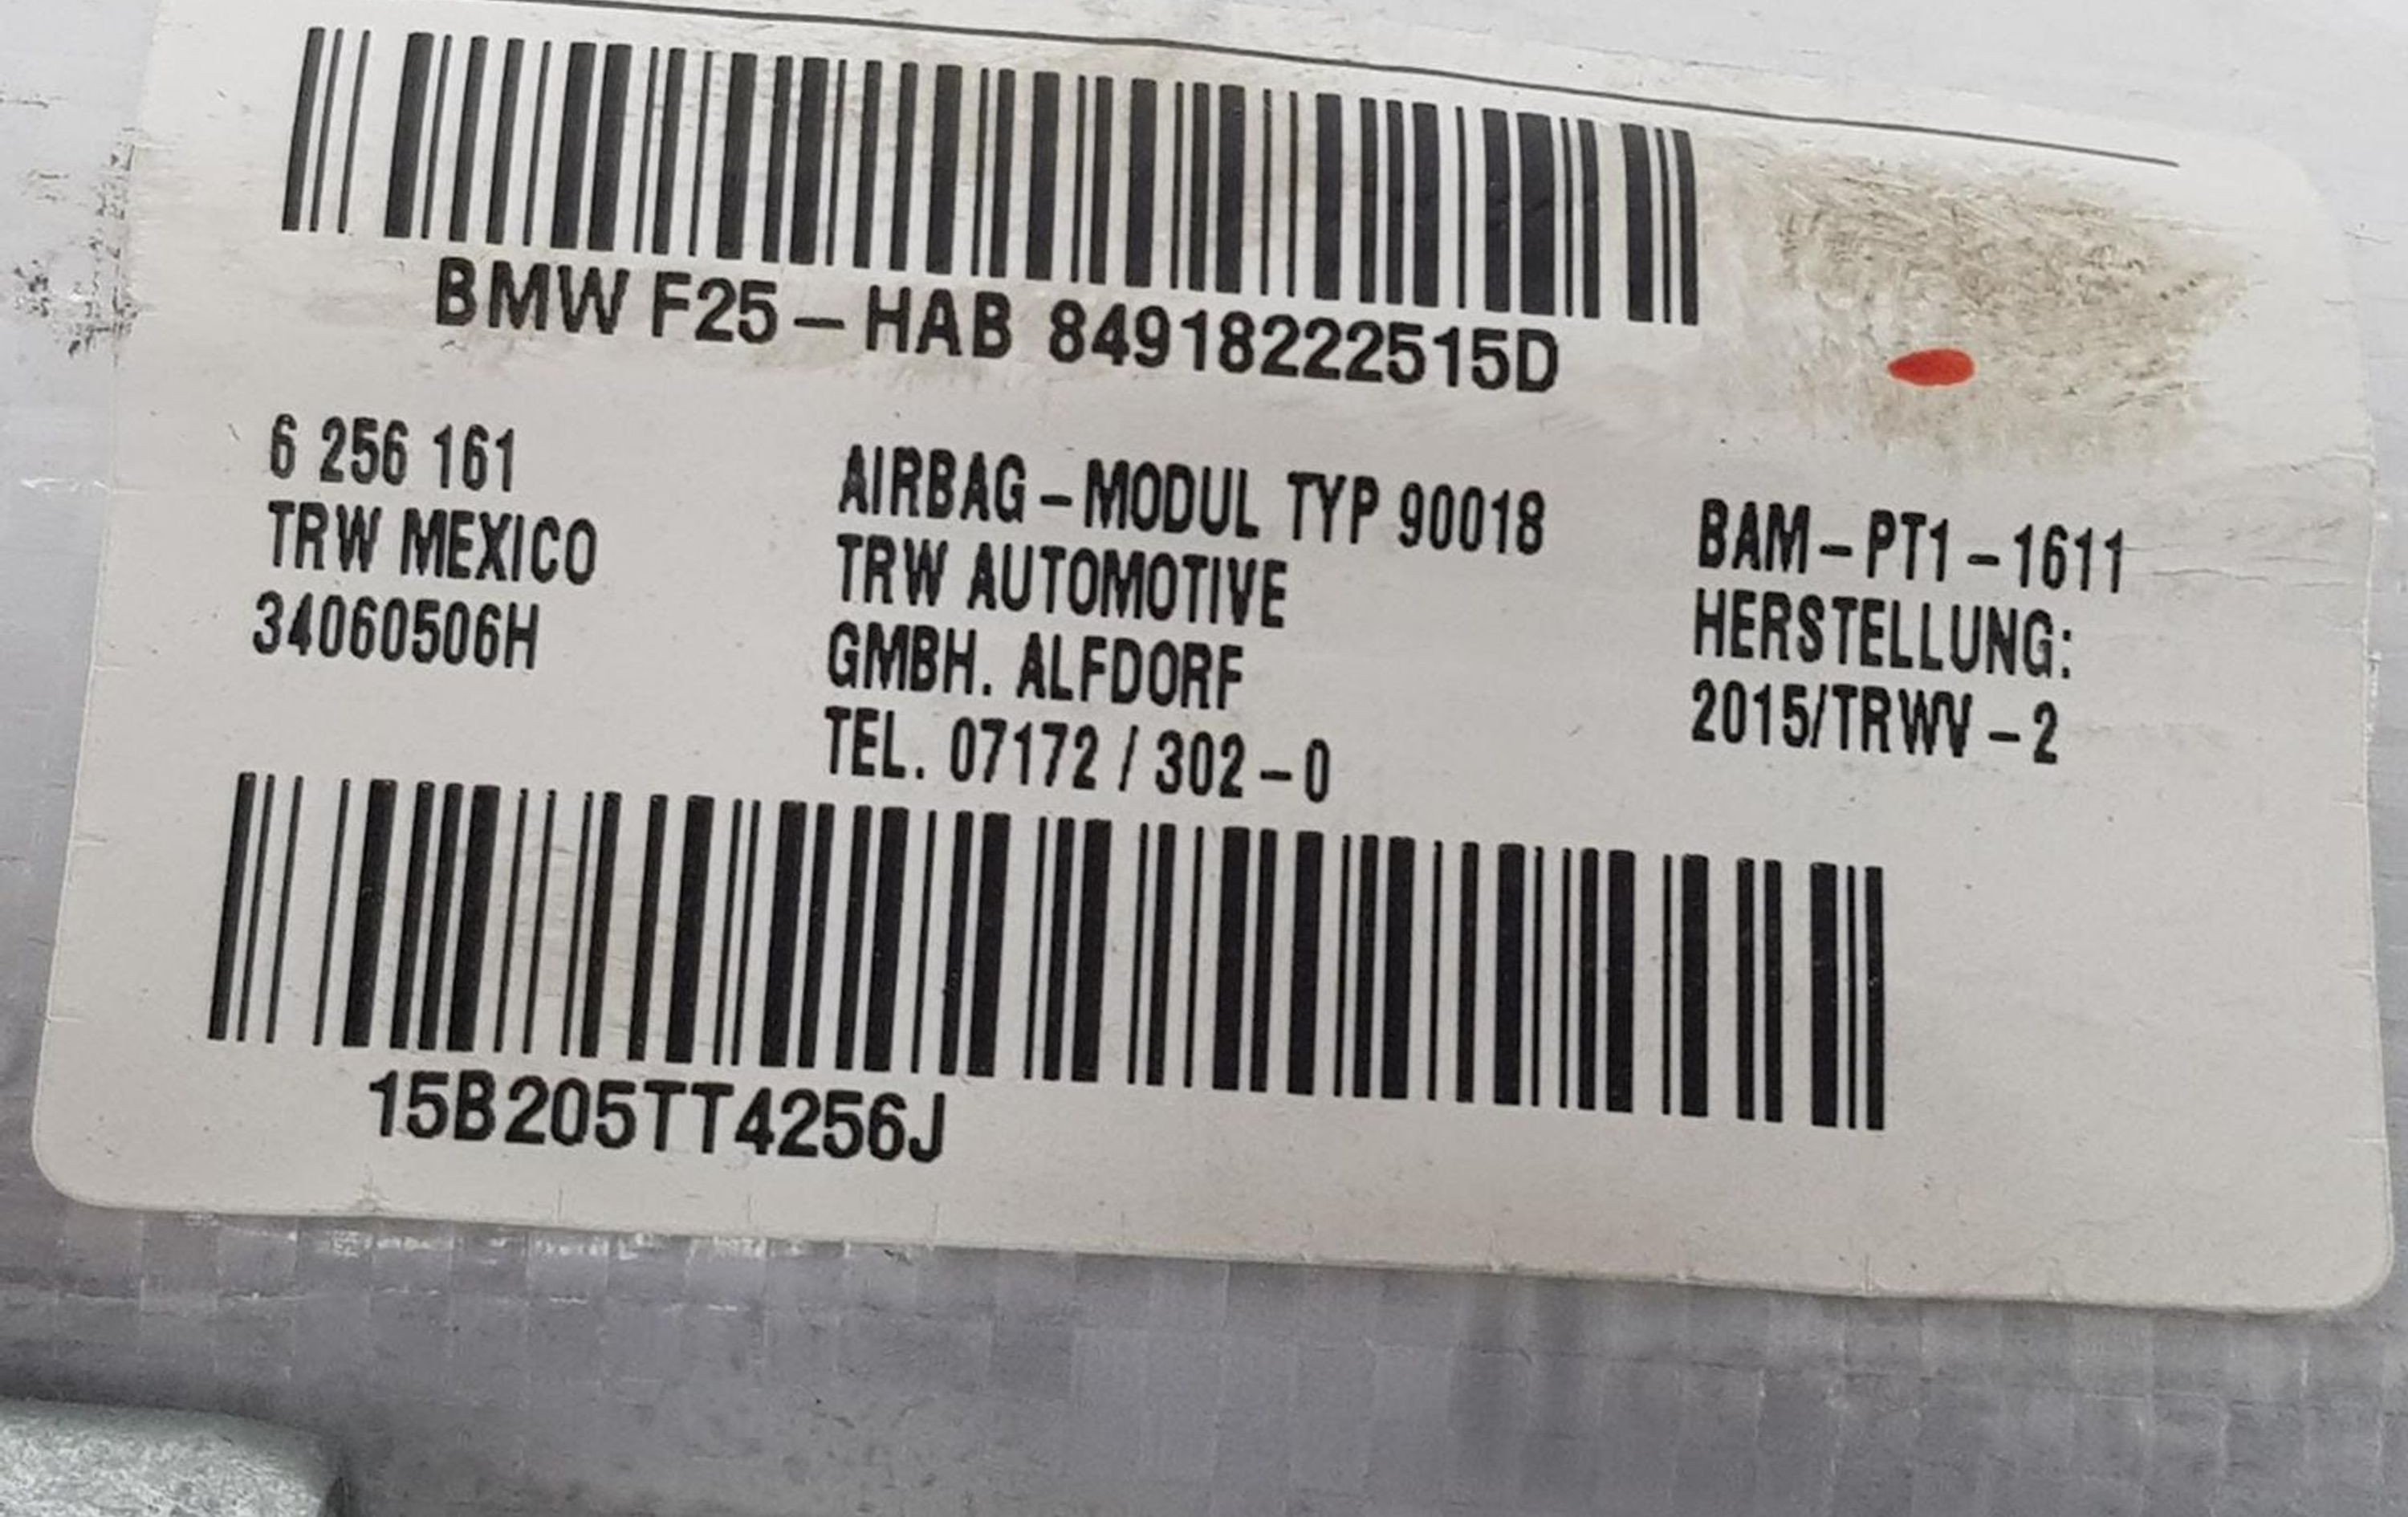 BMW F25 – HAB 84918222515D
6 256 161
TRW MEXICO
34060506H
AIRBAG – MODUL TYP 90018
TRW AUTOMOTIVE
GMBH. ALFDORF
TEL. 07172 / 302 – 0
BAM – PT1 – 1611
HERSTELLUNG:
2015/TRWV – 2
15B205TT4256J